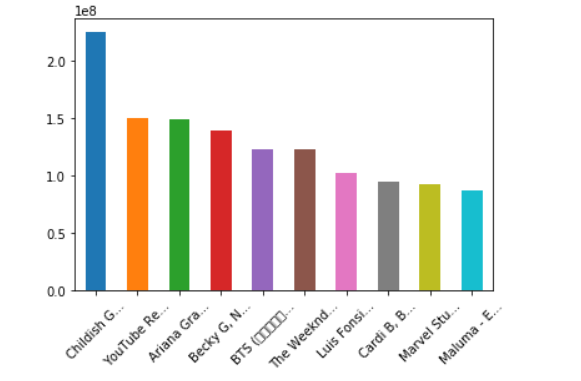 1e8
2.0
1.5
1.0
0.5
0.0
Childish G...
YouTube Re...
Ariana Gra...
Becky G, N...
BTS (□□□□□...
The Weeknd...
Luis Fonsi...
Cardi B, B...
Marvel Stu...
Maluma - E...